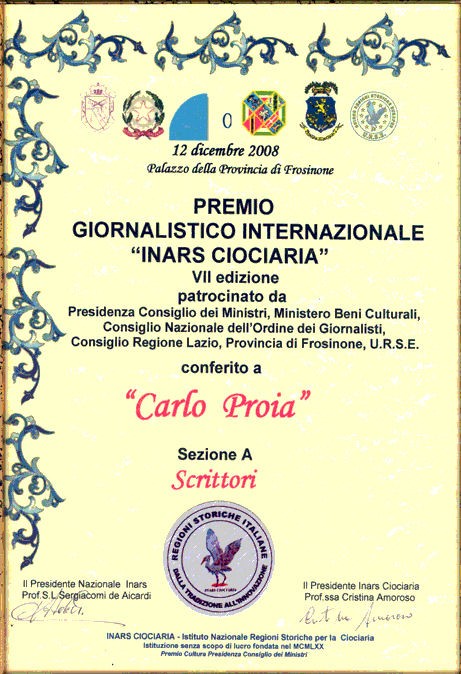 12 dicembre 2008
Palazzo della Provincia di Frosinone
PREMIO
GIORNALISTICO INTERNAZIONALE
“INARS CIOCIARIA”
VII edizione
patrocinato da
Presidenza Consiglio dei Ministri, Ministero Beni Culturali,
Consiglio Nazionale dell'Ordine dei Giornalisti,
Consiglio Regione Lazio, Provincia di Frosinone, U.R.S.E.
conferito a
“Carlo Proia”
Sezione A
Scrittori
REGIONI STORICHE ITALIANE
INARS CIOCIARIA
DALLA TRADIZIONE ALL'INNOVAZIONE
Il Presidente Nazionale Inars
Prof.S.L.Sergiacomi de Aicardi
Il Presidente Inars Ciociaria
Prof.ssa Cristina Amoroso
INARS CIOCIARIA - Istituto Nazionale Regioni Storiche per la Ciociaria
Istituzione senza scopo di lucro fondata nel MCMLXX
Premio Cultura Presidenza Consiglio dei Ministri